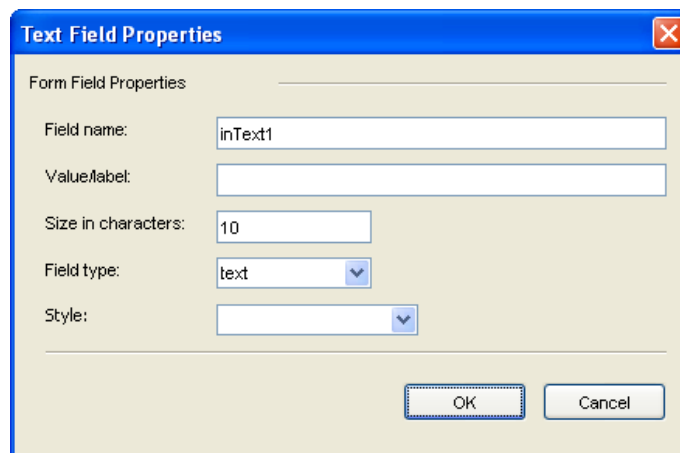 Text Field Properties
Form Field Properties
Field name: inText1
Value/label:
Size in characters: 10
Field type: text
Style:
OK Cancel